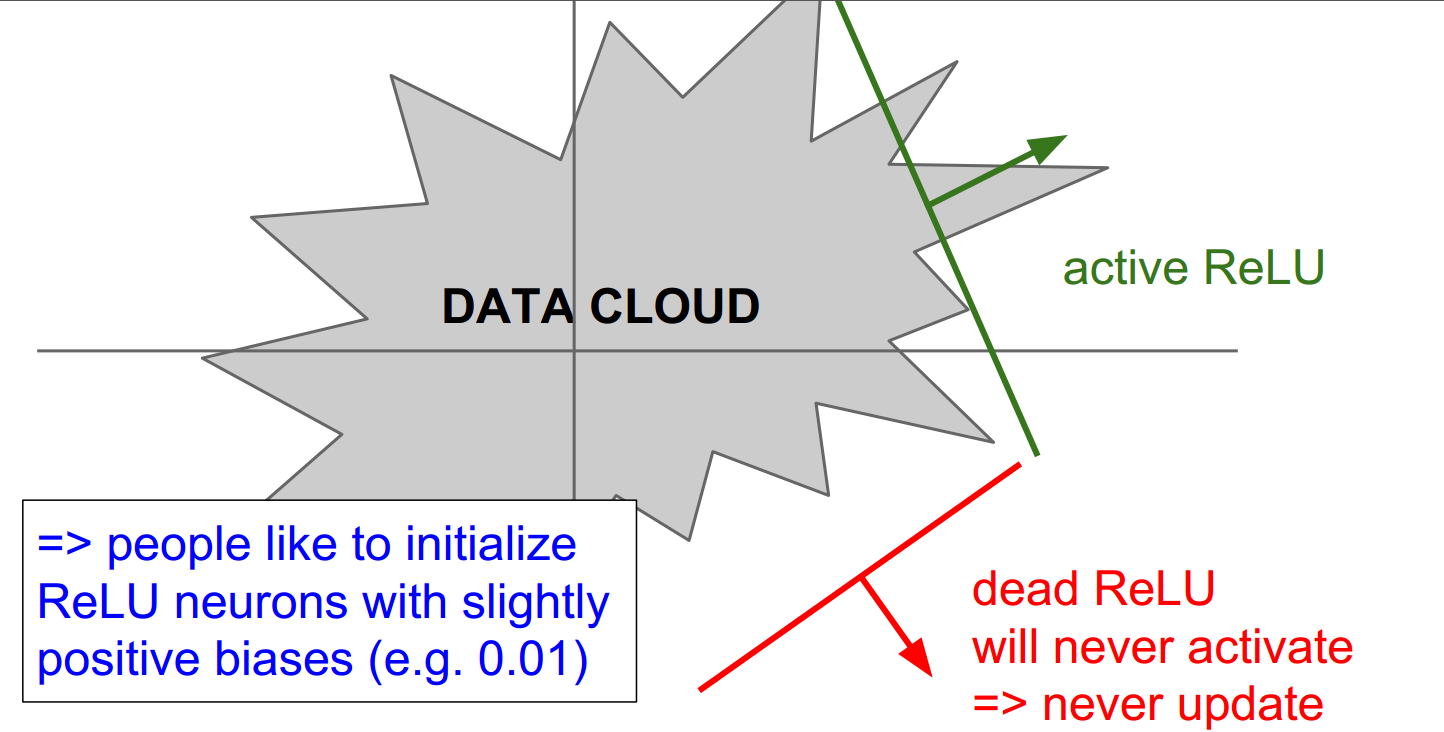 active ReLU
DATA CLOUD
=> people like to initialize
ReLU neurons with slightly
positive biases (e.g. 0.01)
dead ReLU
will never activate
=> never update